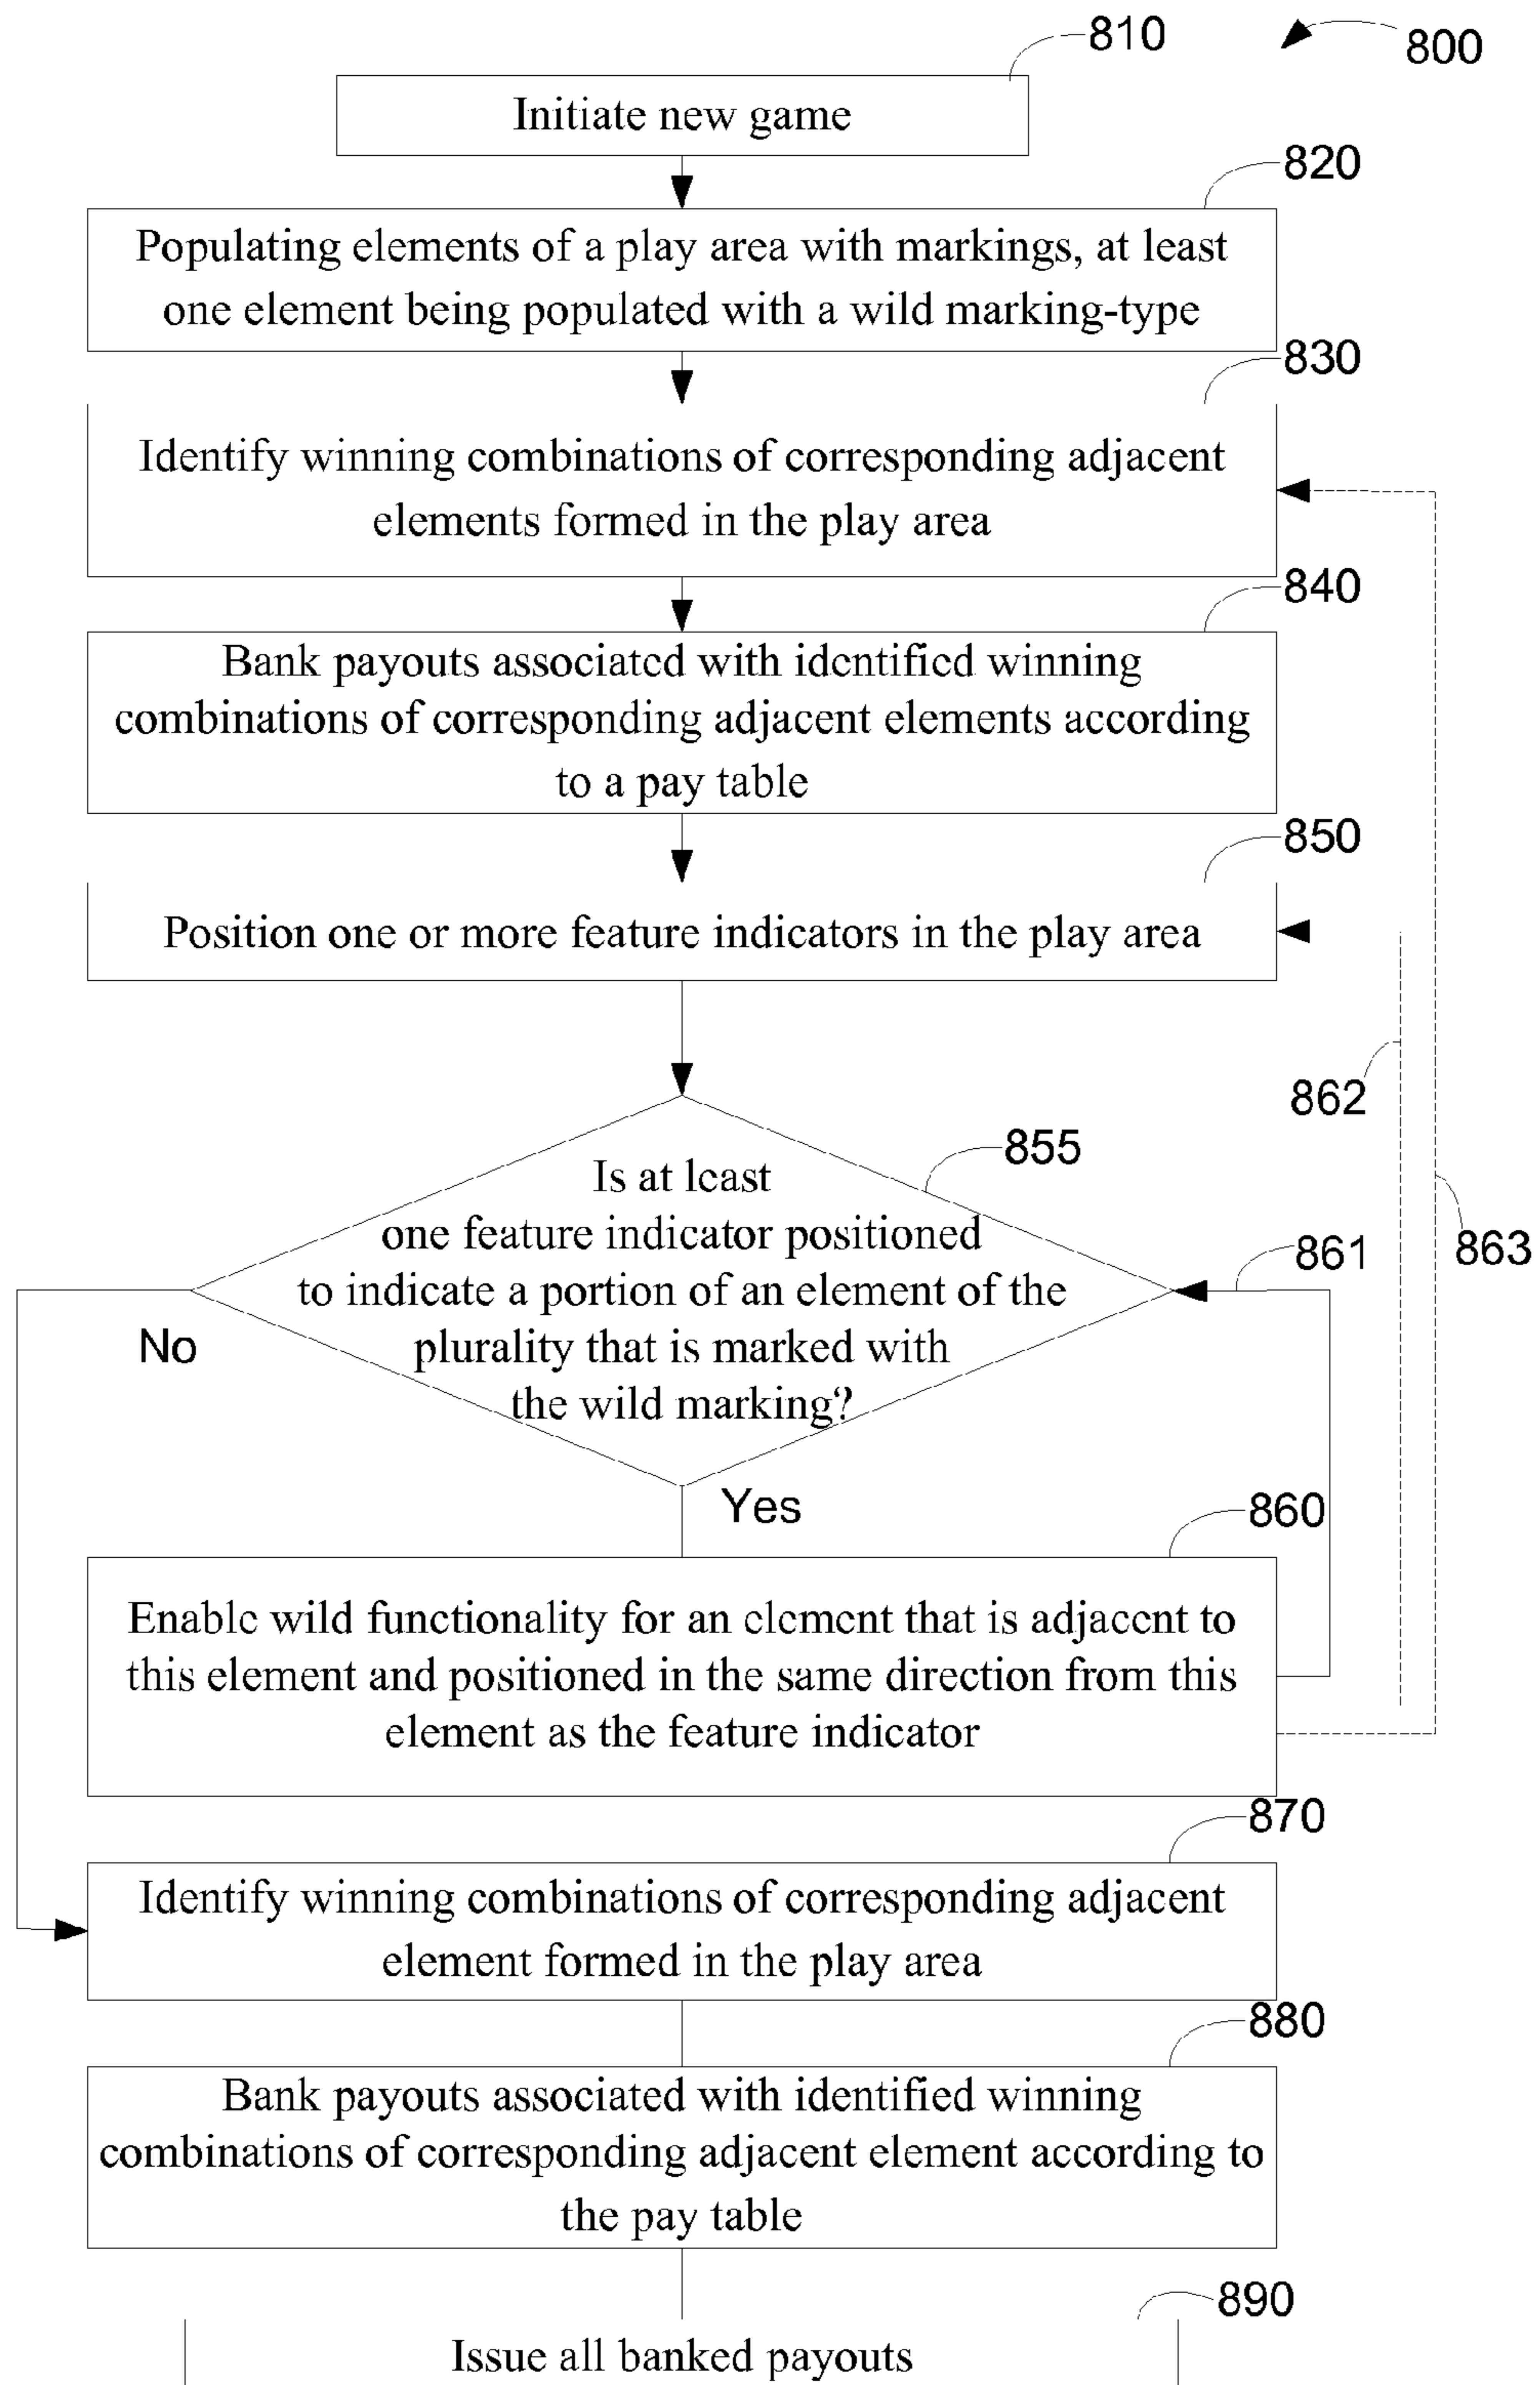 810
800
Initiate new game
820
Populating elements of a play area with markings, at least
one element being populated with a wild marking-type
830
Identify winning combinations of corresponding adjacent
elements formed in the play area
840
Bank payouts associated with identified winning
combinations of corresponding adjacent elements according
to a pay table
850
Position one or more feature indicators in the play area
862
855
Is at least
one feature indicator positioned
to indicate a portion of an element of the
plurality that is marked with
the wild marking?
861
863
No
Yes
860
Enable wild functionality for an element that is adjacent to
this element and positioned in the same direction from this
element as the feature indicator
870
Identify winning combinations of corresponding adjacent
element formed in the play area
880
Bank payouts associated with identified winning
combinations of corresponding adjacent element according to
the pay table
890
Issue all banked payouts